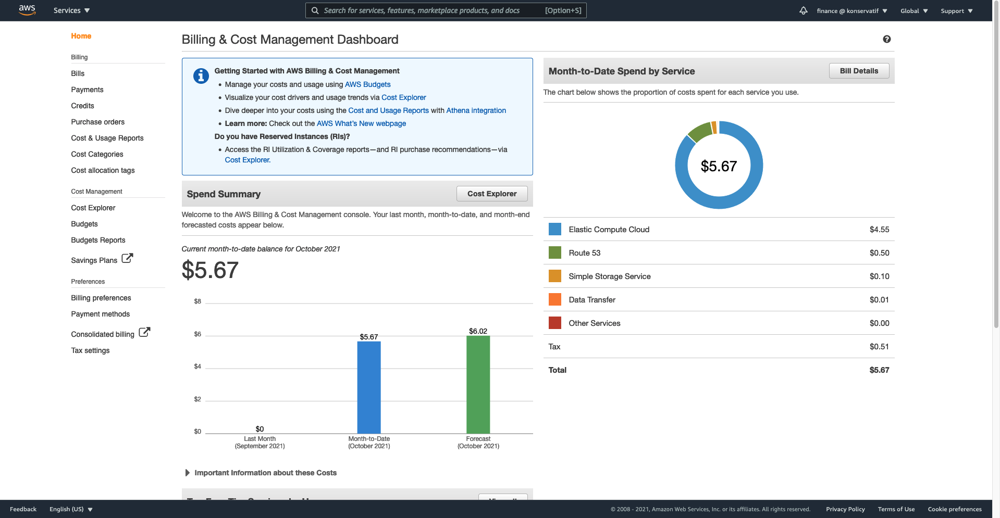 aws
Services
Search for services, features, marketplace products, and docs [Option+S]
finance @ konservatif
Global
Support
Home
Billing
Bills
Payments
Credits
Purchase orders
Cost & Usage Reports
Cost Categories
Cost allocation tags
Cost Management
Cost Explorer
Budgets
Budgets Reports
Savings Plans
Preferences
Billing preferences
Payment methods
Consolidated billing
Tax settings
Billing & Cost Management Dashboard
?
Getting Started with AWS Billing & Cost Management
• Manage your costs and usage using AWS Budgets
• Visualize your cost drivers and usage trends via Cost Explorer
• Dive deeper into your costs using the Cost and Usage Reports with Athena integration
• Learn more: Check out the AWS What's New webpage
Do you have Reserved Instances (RIs)?
• Access the RI Utilization & Coverage reports—and RI purchase recommendations—via
Cost Explorer.
Spend Summary
Cost Explorer
Welcome to the AWS Billing & Cost Management console. Your last month, month-to-date, and month-end
forecasted costs appear below.
Current month-to-date balance for October 2021
$5.67
$8
$6
$4
$2
$0
$0
$5.67
$6.02
Last Month
(September 2021)
Month-to-Date
(October 2021)
Forecast
(October 2021)
Important Information about these Costs
Month-to-Date Spend by Service
Bill Details
The chart below shows the proportion of costs spent for each service you use.
$5.67
Elastic Compute Cloud $4.55
Route 53 $0.50
Simple Storage Service $0.10
Data Transfer $0.01
Other Services $0.00
Tax $0.51
Total $5.67
Feedback
English (US)
© 2008 - 2021, Amazon Web Services, Inc. or its affiliates. All rights reserved.
Privacy Policy
Terms of Use
Cookie preferences